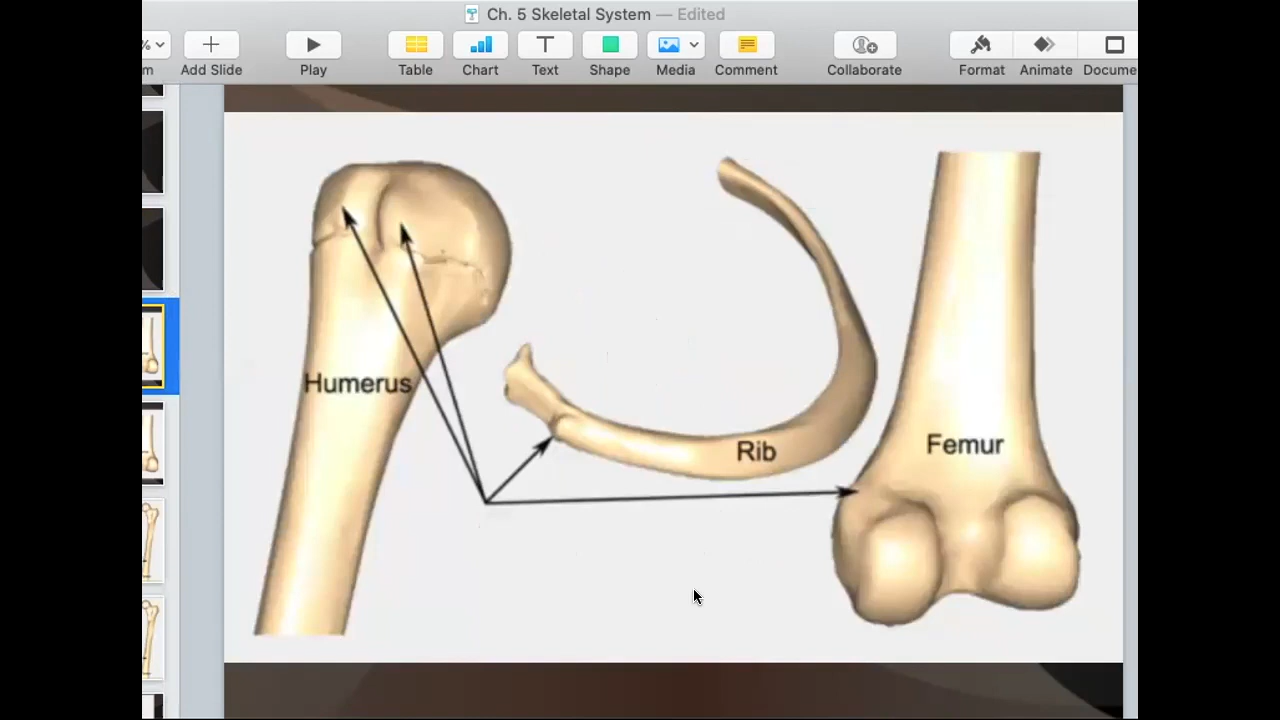 Ch. 5 Skeletal System — Edited
% 
m Add Slide Play Table Chart Text Shape Media Comment Collaborate Format Animate Docume
Humerus
Rib
Femur